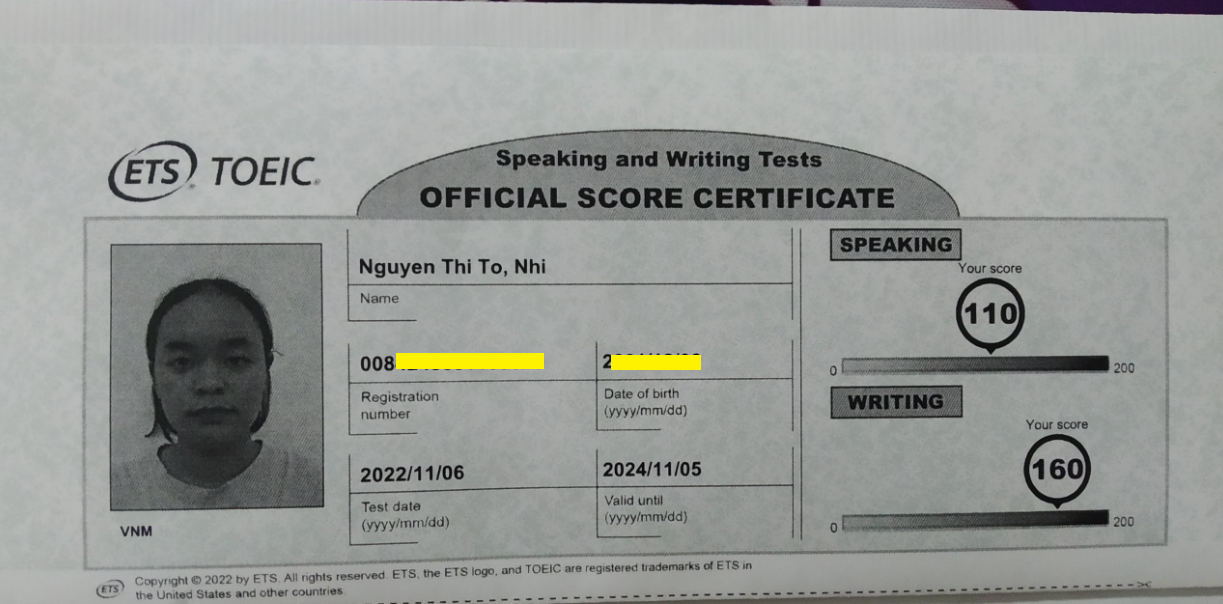 ETS TOEIC
Speaking and Writing Tests
OFFICIAL SCORE CERTIFICATE
Nguyen Thi To, Nhi
Name
008
Registration
number
2
Date of birth
(yyyy/mm/dd)
2022/11/06
Test date
(yyyy/mm/dd)
2024/11/05
Valid until
(yyyy/mm/dd)
VNM
SPEAKING
Your score
110
0 200
WRITING
Your score
160
0 200
ETS Copyright © 2022 by ETS. All rights reserved. ETS, the ETS logo, and TOEIC are registered trademarks of ETS in
the United States and other countries.